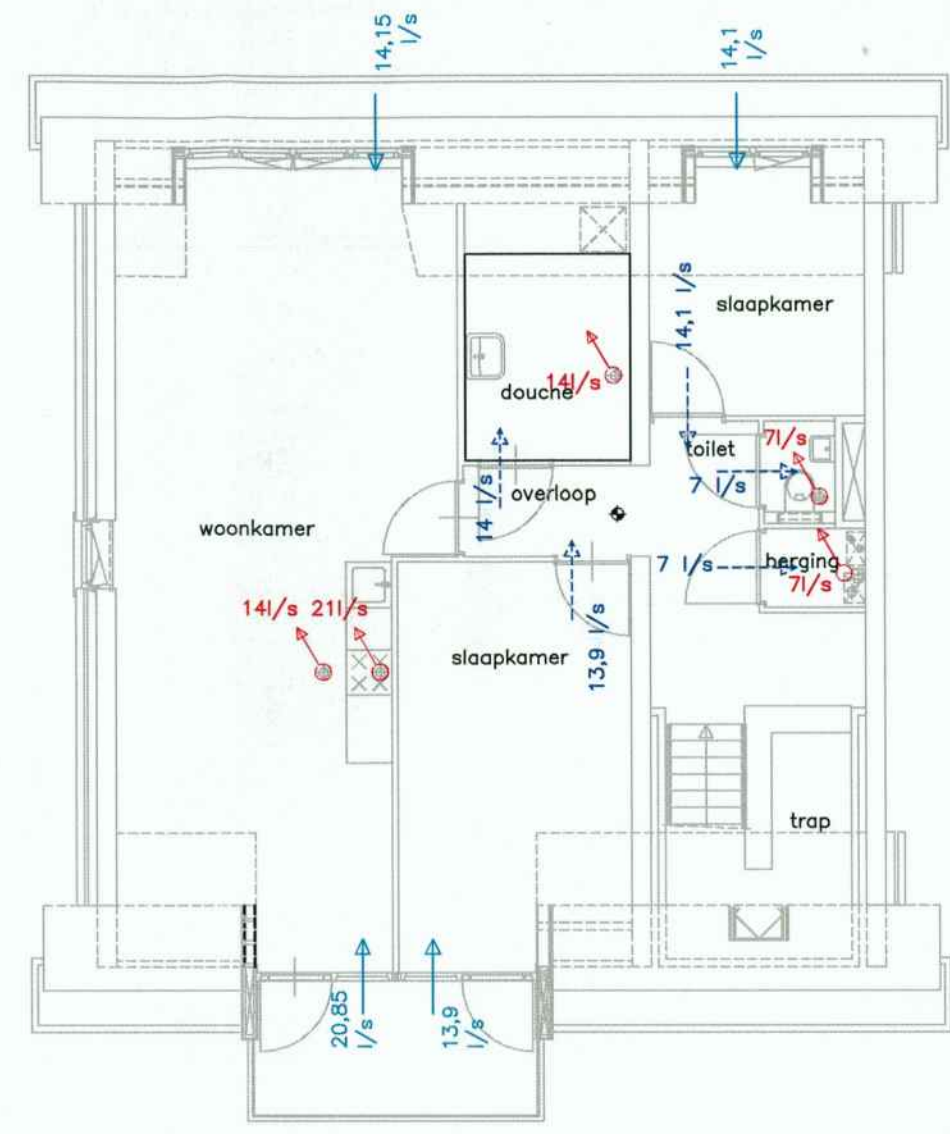 14,15
l/s
14,1
l/s
14,1 l/s
slaapkamer
14l/s
douche
7l/s
toilet
7 l/s
14 l/s
overloop
woonkamer
7 l/s
herging
7l/s
14l/s 21l/s
slaapkamer
13,9 l/s
trap
20,85
l/s
13,9
l/s